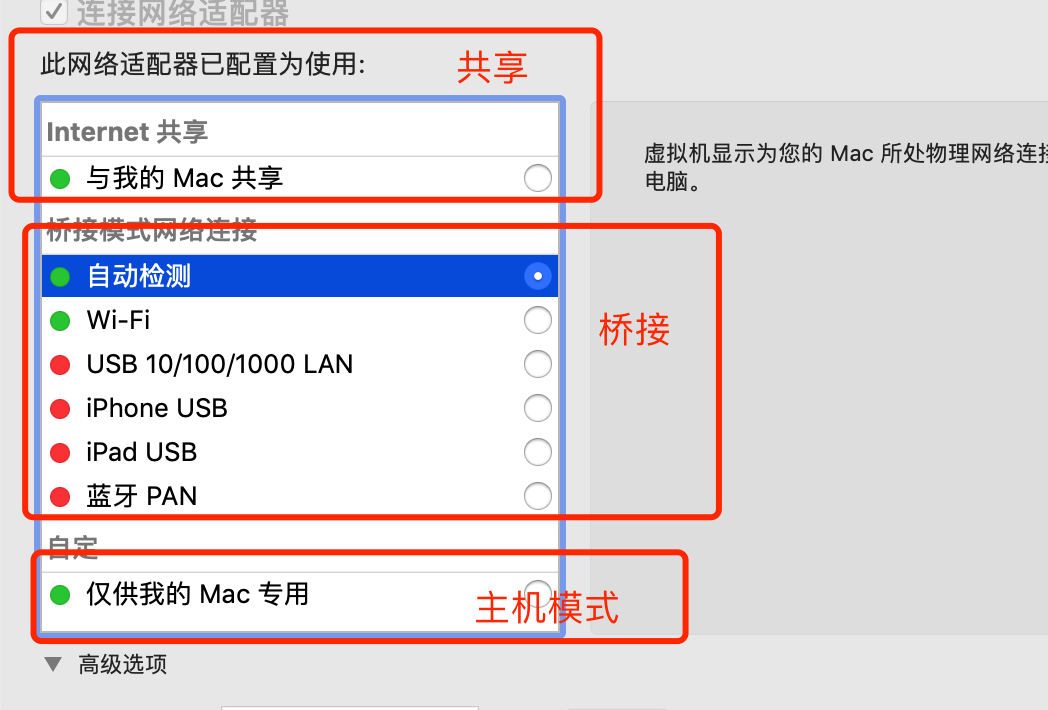 连接网络适配器
此网络适配器已配置为使用:
共享
Internet 共享
与我的 Mac 共享
虚拟机显示为您的 Mac 所处物理网络连接
电脑。
桥接模式网络连接
自动检测
Wi-Fi
桥接
USB 10/100/1000 LAN
iPhone USB
iPad USB
蓝牙 PAN
自定
仅供我的 Mac 专用
主机模式
高级选项